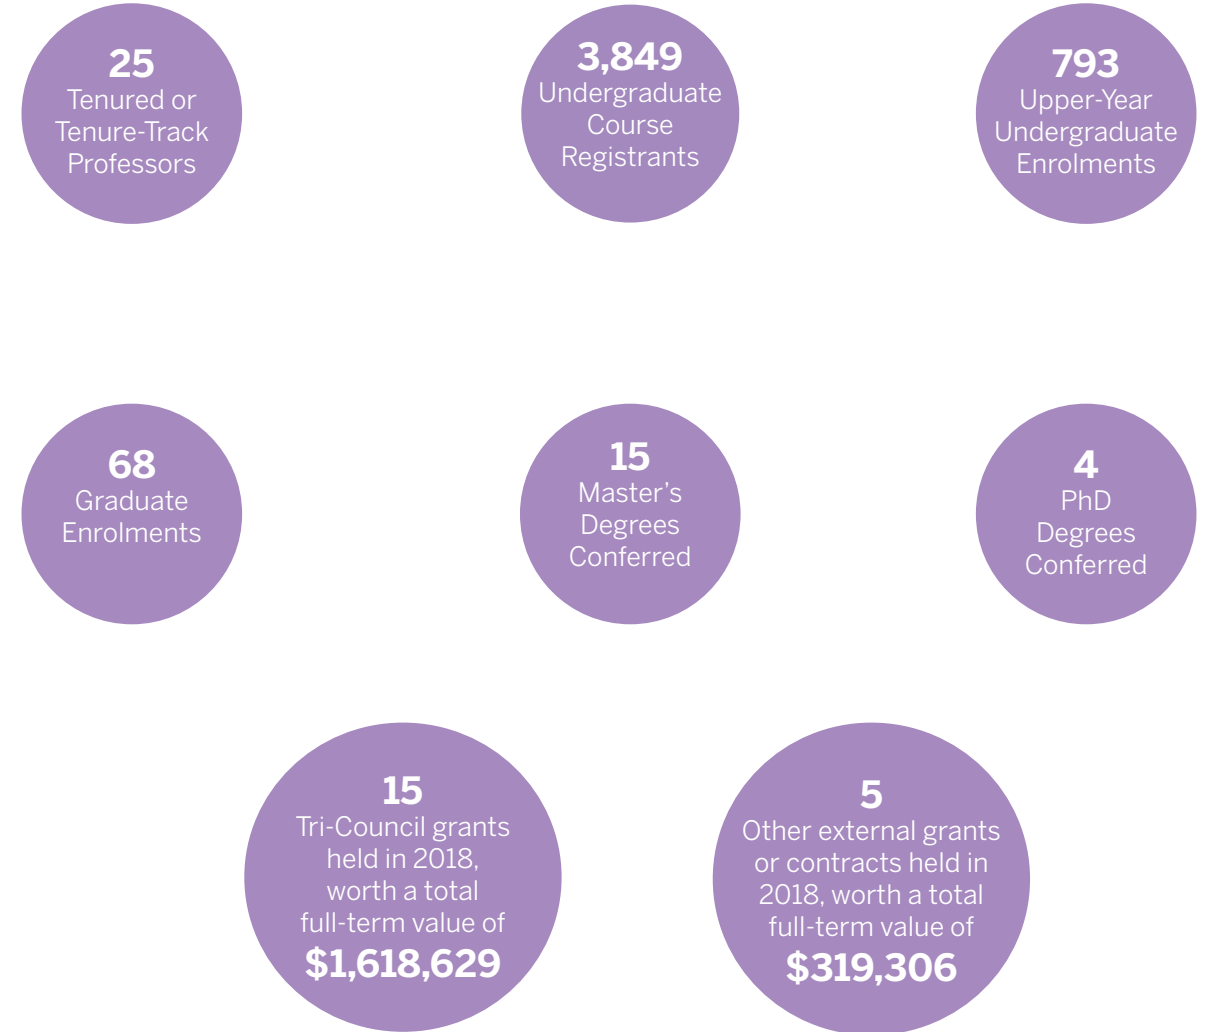 25
Tenured or
Tenure-Track
Professors
3,849
Undergraduate
Course
Registrants
793
Upper-Year
Undergraduate
Enrolments
68
Graduate
Enrolments
15
Master’s
Degrees
Conferred
4
PhD
Degrees
Conferred
15
Tri-Council grants
held in 2018,
worth a total
full-term value of
$1,618,629
5
Other external grants
or contracts held in
2018, worth a total
full-term value of
$319,306